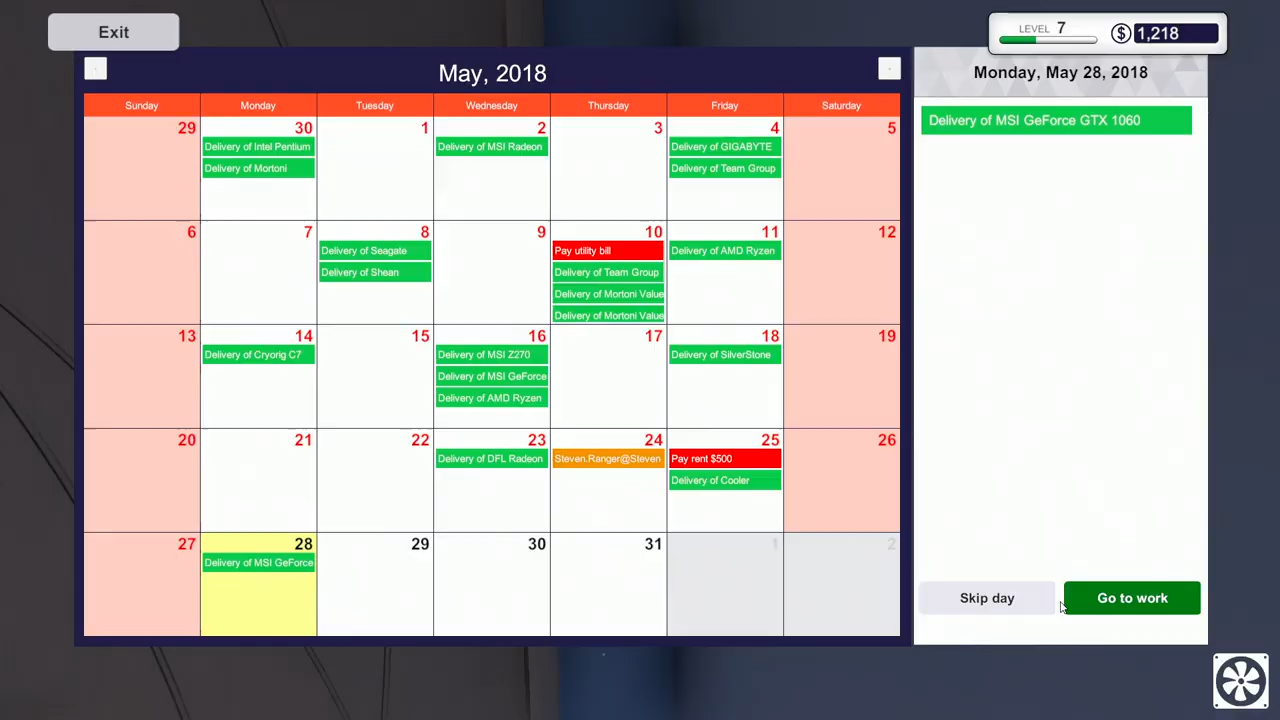 Exit
LEVEL 7
$ 1,218
May, 2018
Monday, May 28, 2018
Sunday Monday Tuesday Wednesday Thursday Friday Saturday
Delivery of MSI GeForce GTX 1060
29 30 1 2 3 4 5
Delivery of Intel Pentium Delivery of MSI Radeon Delivery of GIGABYTE
Delivery of Mortoni Delivery of Team Group
6 7 8 9 10 11 12
Delivery of Seagate Pay utility bill Delivery of AMD Ryzen
Delivery of Shean Delivery of Team Group
Delivery of Mortoni Value
Delivery of Mortoni Value
13 14 15 16 17 18 19
Delivery of Cryorig C7 Delivery of MSI Z270 Delivery of SilverStone
Delivery of MSI GeForce
Delivery of AMD Ryzen
20 21 22 23 24 25 26
Delivery of DFL Radeon Steven.Ranger@Steven Pay rent $500
Delivery of Cooler
27 28 29 30 31 1 2
Delivery of MSI GeForce
Skip day Go to work